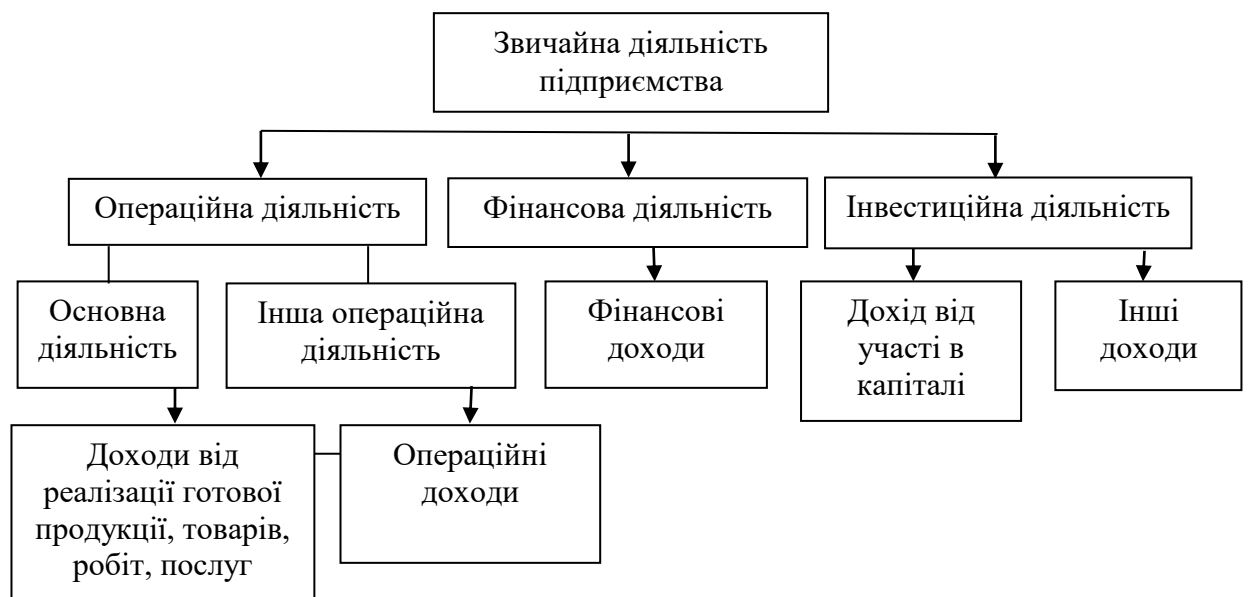 Звичайна діяльність
підприємства
Операційна діяльність
Фінансова діяльність
Інвестиційна діяльність
Основна
діяльність
Інша операційна
діяльність
Фінансові
доходи
Дохід від
участі в
капіталі
Інші
доходи
Доходи від
реалізації готової
продукції, товарів,
робіт, послуг
Операційні
доходи